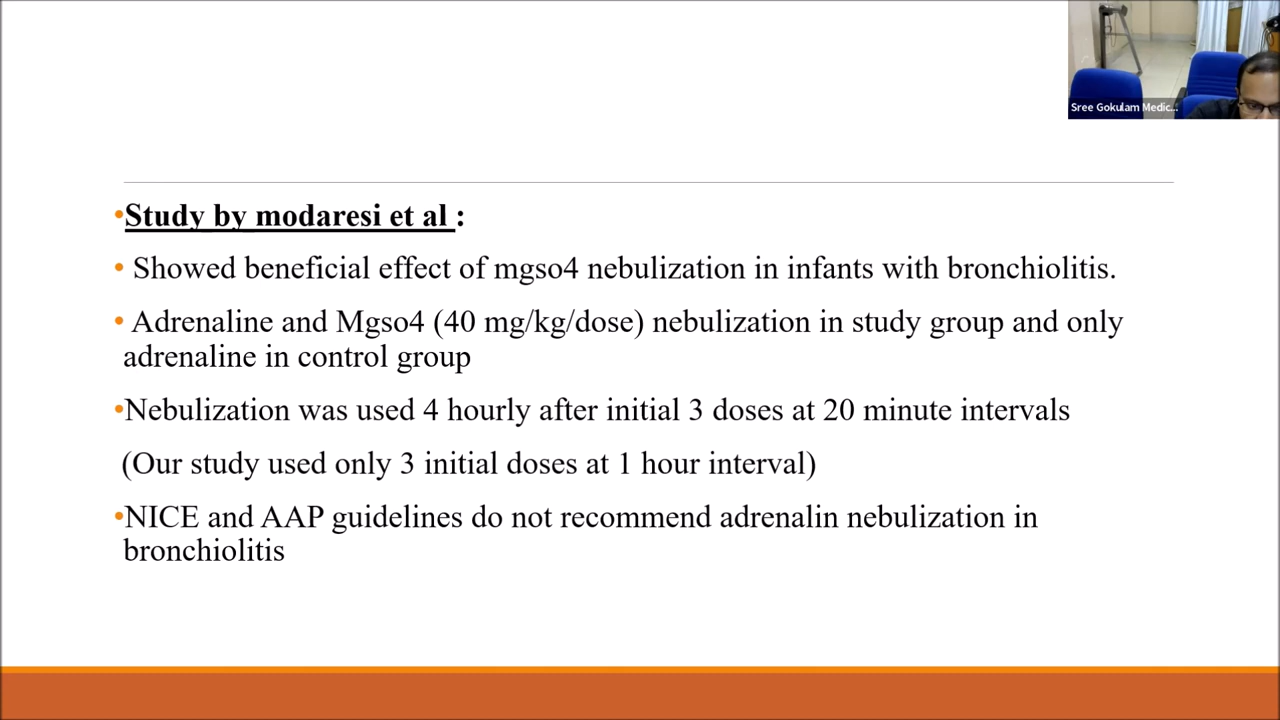 Sree Gokulam Medic...
•Study by modaresi et al :
• Showed beneficial effect of mgso4 nebulization in infants with bronchiolitis.
• Adrenaline and Mgso4 (40 mg/kg/dose) nebulization in study group and only
adrenaline in control group
•Nebulization was used 4 hourly after initial 3 doses at 20 minute intervals
(Our study used only 3 initial doses at 1 hour interval)
•NICE and AAP guidelines do not recommend adrenalin nebulization in
bronchiolitis